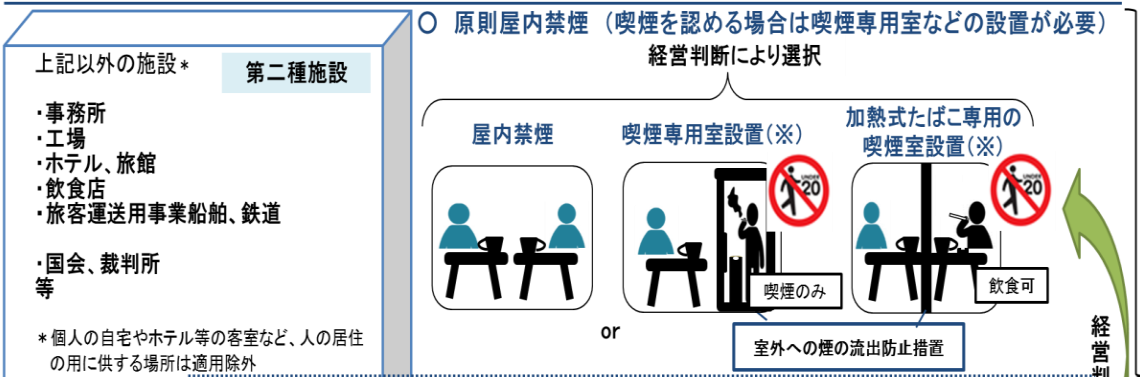 上記以外の施設*
第二種施設
・事務所
・工場
・ホテル、旅館
・飲食店
・旅客運送用事業船舶、鉄道
・国会、裁判所
等
*個人の自宅やホテル等の客室など、人の居住
の用に供する場所は適用除外
○ 原則屋内禁煙 (喫煙を認める場合は喫煙専用室などの設置が必要)
経営判断により選択
屋内禁煙
喫煙専用室設置(※)
加熱式たばこ専用の
喫煙室設置(※)
UNDER
20
UNDER
20
喫煙のみ
飲食可
or
室外への煙の流出防止措置
経営判